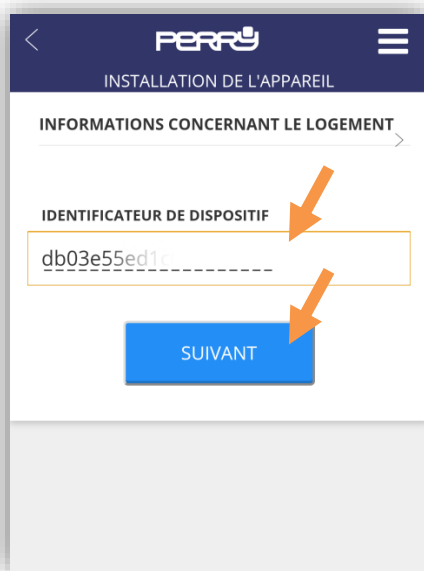 PERRY
INSTALLATION DE L'APPAREIL
INFORMATIONS CONCERNANT LE LOGEMENT
IDENTIFICATEUR DE DISPOSITIF
db03e55ed1
SUIVANT